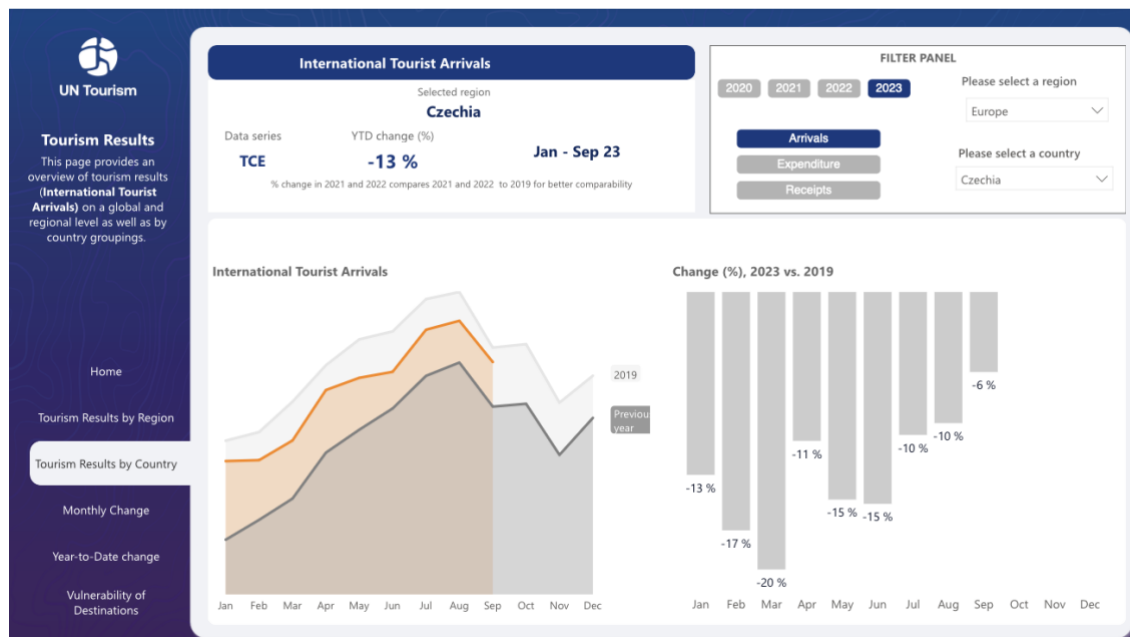 UN Tourism
Tourism Results
This page provides an
overview of tourism results
(International Tourist
Arrivals) on a global and
regional level as well as by
country groupings.
Home
Tourism Results by Region
Tourism Results by Country
Monthly Change
Year-to-Date change
Vulnerability of
Destinations
International Tourist Arrivals
Selected region
Czechia
Data series
TCE
YTD change (%)
-13 %
Jan - Sep 23
% change in 2021 and 2022 compares 2021 and 2022 to 2019 for better comparability
FILTER PANEL
2020 2021 2022 2023
Arrivals
Expenditure
Receipts
Please select a region
Europe
Please select a country
Czechia
International Tourist Arrivals
2019
Previou
year
Jan Feb Mar Apr May Jun Jul Aug Sep Oct Nov Dec
Change (%), 2023 vs. 2019
-13 %
-17 %
-20 %
-11 %
-15 %
-15 %
-10 %
-10 %
-6 %
Jan Feb Mar Apr May Jun Jul Aug Sep Oct Nov Dec